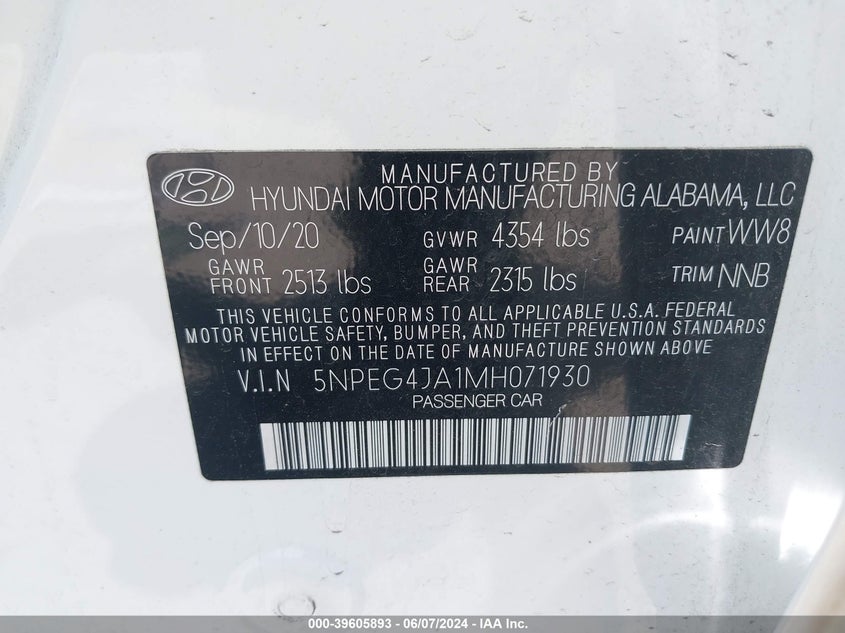 MANUFACTURED BY
HYUNDAI MOTOR MANUFACTURING ALABAMA, LLC
Sep/10/20 GVWR 4354 lbs PAINT WW8
GAWR FRONT 2513 lbs GAWR REAR 2315 lbs TRIM NNB
THIS VEHICLE CONFORMS TO ALL APPLICABLE U.S.A. FEDERAL
MOTOR VEHICLE SAFETY, BUMPER, AND THEFT PREVENTION STANDARDS
IN EFFECT ON THE DATE OF MANUFACTURE SHOWN ABOVE
V.I.N 5NPEG4JA1MH071930
PASSENGER CAR
000-39605893 - 06/07/2024 - IAA Inc.